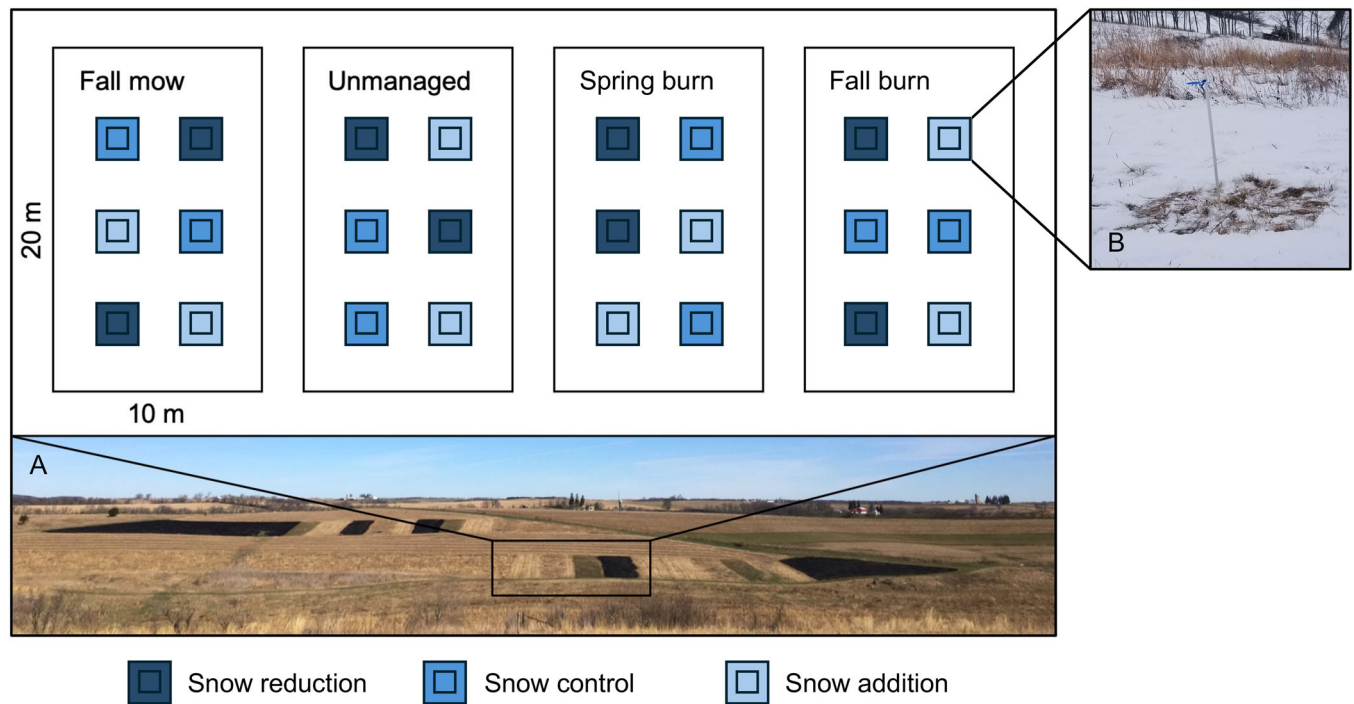 Fall mow
Unmanaged
Spring burn
Fall burn
20 m
10 m
B
A
Snow reduction
Snow control
Snow addition